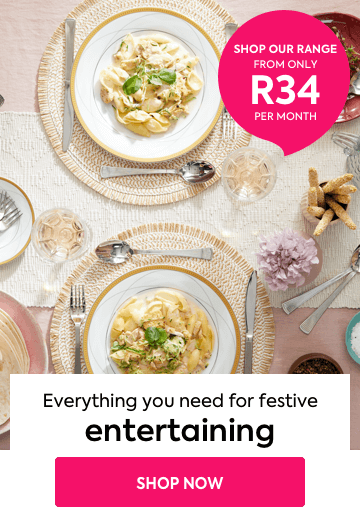 SHOP OUR RANGE
FROM ONLY
R34
PER MONTH
Everything you need for festive
entertaining
SHOP NOW